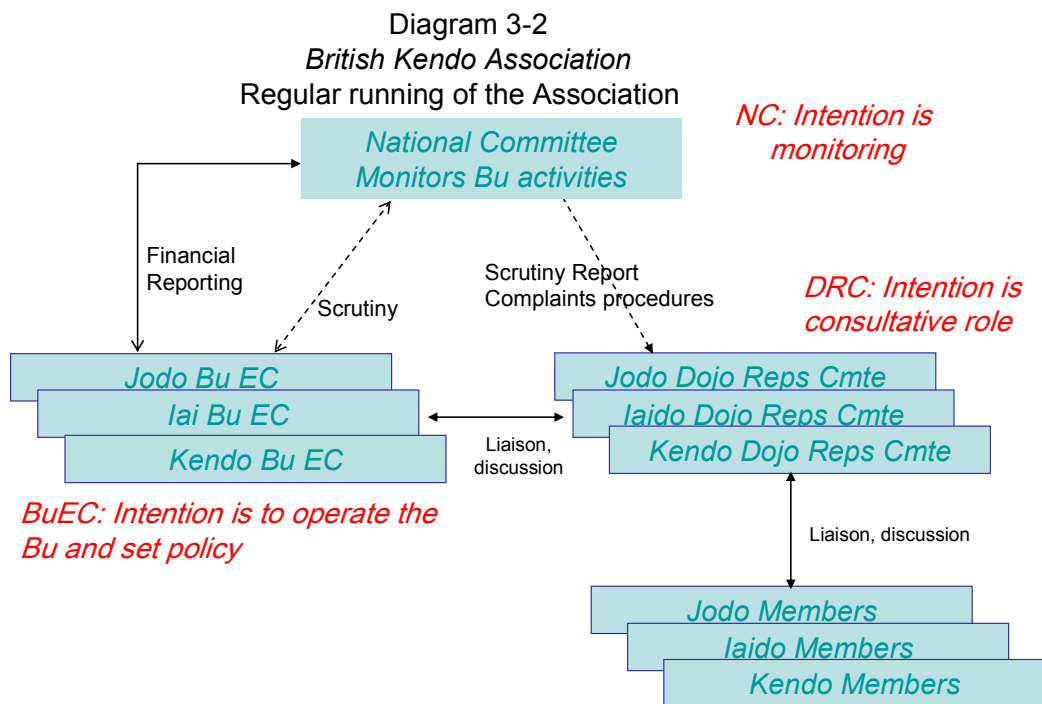 Diagram 3-2
British Kendo Association
Regular running of the Association
NC: Intention is
monitoring
National Committee
Monitors Bu activities
Financial
Reporting
Scrutiny
Scrutiny Report
Complaints procedures
DRC: Intention is
consultative role
Jodo Bu EC
Iai Bu EC
Kendo Bu EC
Liaison,
discussion
Jodo Dojo Reps Cmte
Iaido Dojo Reps Cmte
Kendo Dojo Reps Cmte
BuEC: Intention is to operate the
Bu and set policy
Liaison, discussion
Jodo Members
Iaido Members
Kendo Members